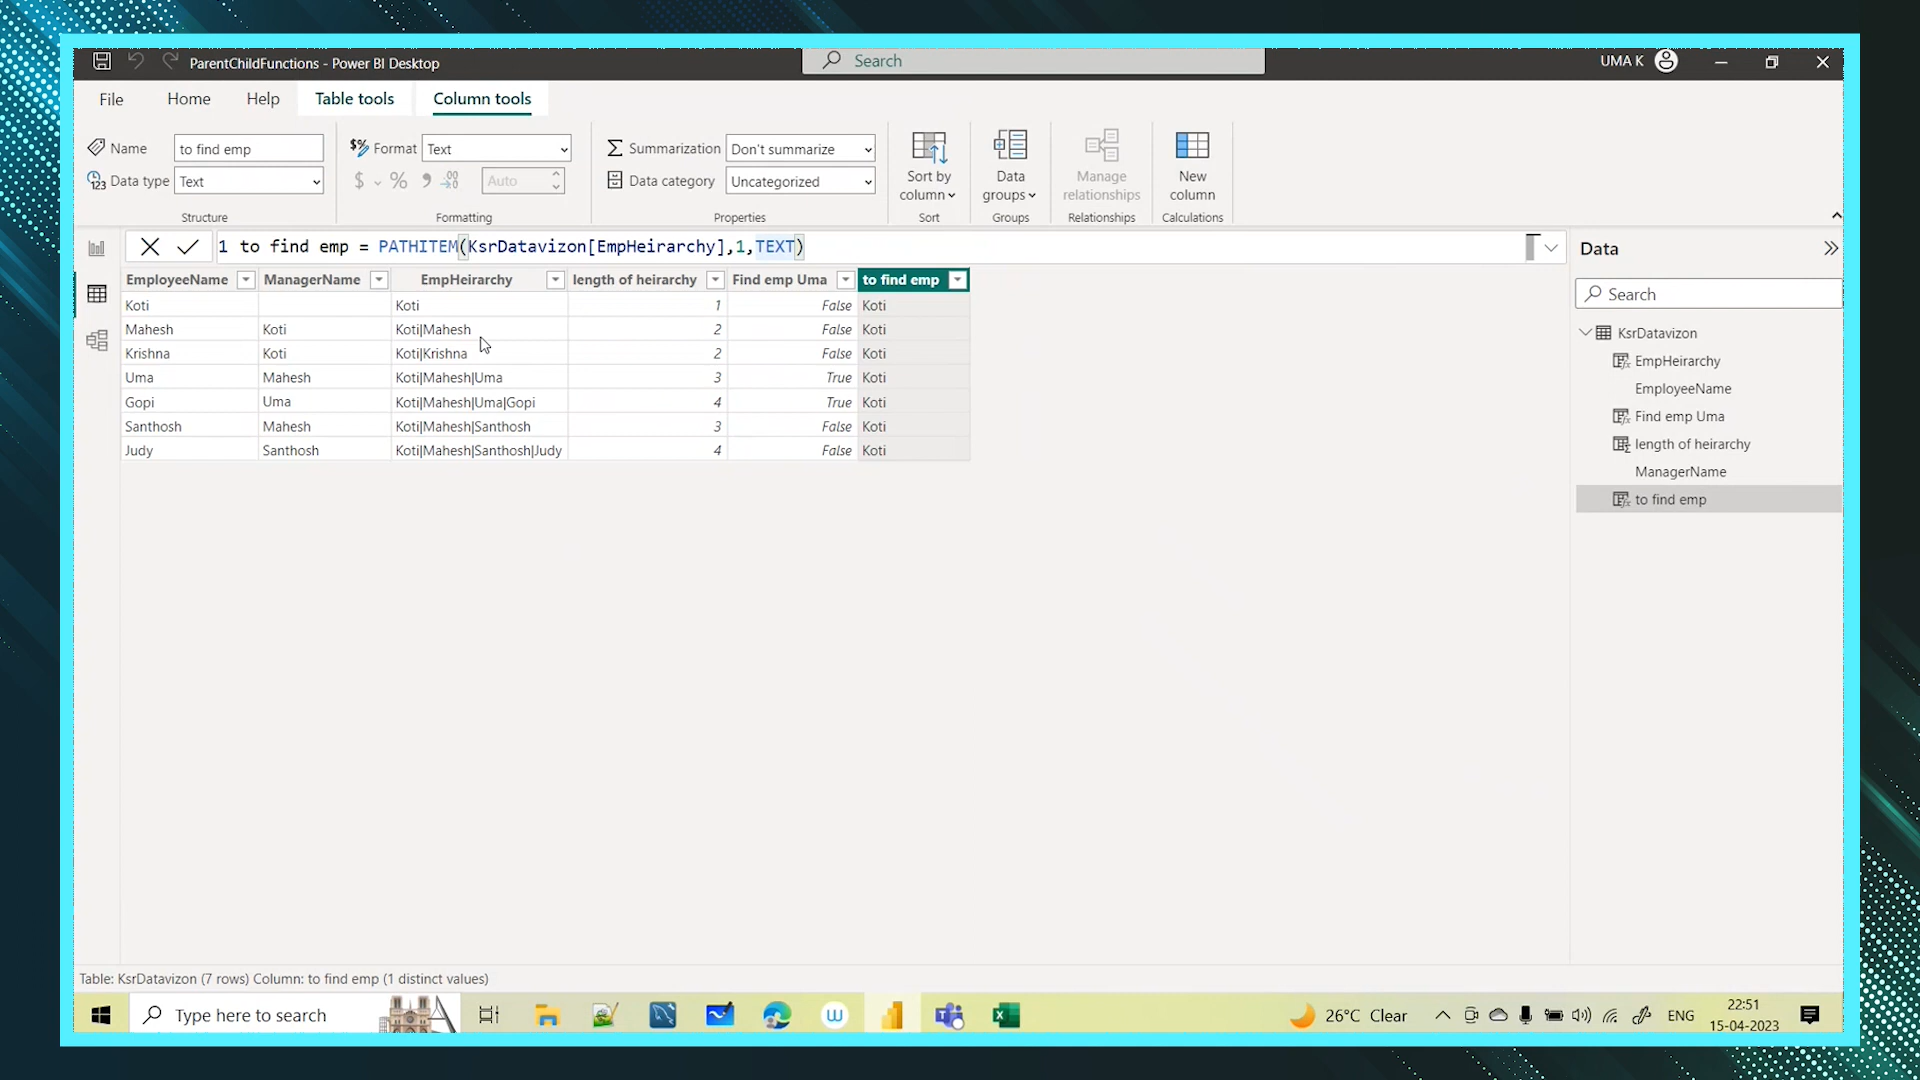 ParentChildFunctions - Power BI Desktop
Search
UMA K
File Home Help Table tools Column tools
Name to find emp
Data type Text
Structure
Format Text
$ % Auto
Formatting
Summarization Don't summarize
Data category Uncategorized
Properties
Sort by column
Sort
Data groups
Groups
Manage relationships
Relationships
New column
Calculations
1 to find emp = PATHITEM(KsrDatavizon[EmpHeirarchy],1,TEXT)
EmployeeName ManagerName EmpHeirarchy length of heirarchy Find emp Uma to find emp
Koti Koti 1 False Koti
Mahesh Koti Koti|Mahesh 2 False Koti
Krishna Koti Koti|Krishna 2 False Koti
Uma Mahesh Koti|Mahesh|Uma 3 True Koti
Gopi Uma Koti|Mahesh|Uma|Gopi 4 True Koti
Santhosh Mahesh Koti|Mahesh|Santhosh 3 False Koti
Judy Santhosh Koti|Mahesh|Santhosh|Judy 4 False Koti
Data
Search
KsrDatavizon
EmpHeirarchy
EmployeeName
Find emp Uma
length of heirarchy
ManagerName
to find emp
Table: KsrDatavizon (7 rows) Column: to find emp (1 distinct values)
Type here to search
26°C Clear
ENG
22:51
15-04-2023